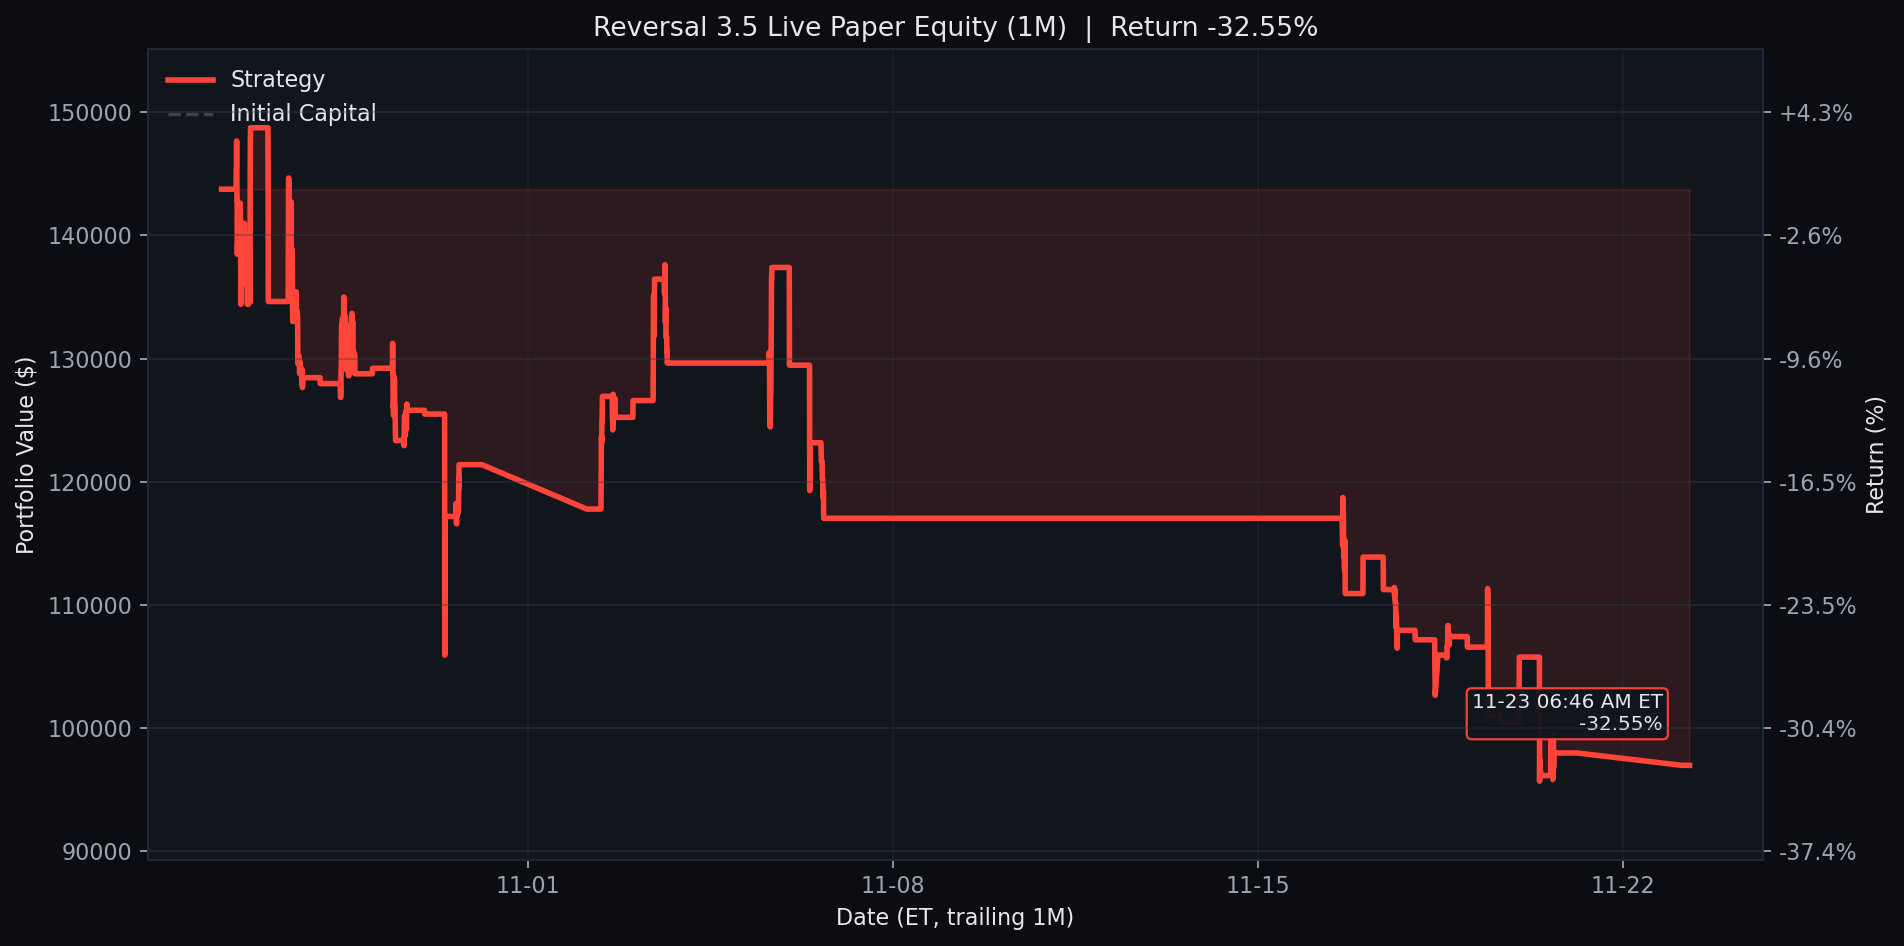 Reversal 3.5 Live Paper Equity (1M)  |  Return -32.55%
Strategy
Initial Capital
Portfolio Value ($)
150000
140000
130000
120000
110000
100000
90000
+4.3%
-2.6%
-9.6%
-16.5%
-23.5%
-30.4%
-37.4%
Return (%)
11-23 06:46 AM ET
-32.55%
11-01
11-08
11-15
11-22
Date (ET, trailing 1M)